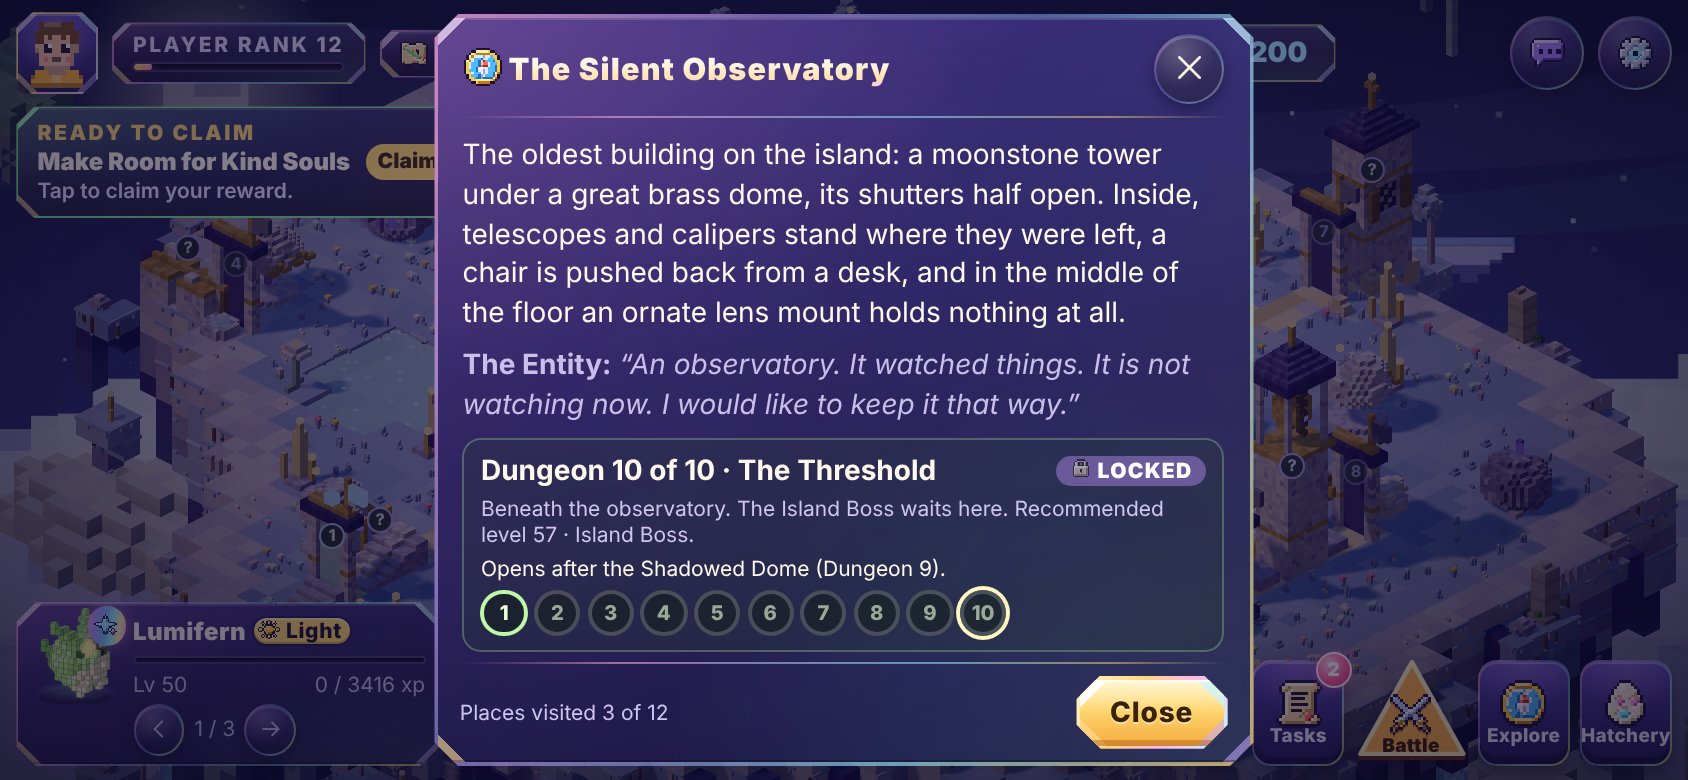 PLAYER RANK 12
200
READY TO CLAIM
Make Room for Kind Souls
Claim
Tap to claim your reward.
The Silent Observatory
The oldest building on the island: a moonstone tower
under a great brass dome, its shutters half open. Inside,
telescopes and calipers stand where they were left, a
chair is pushed back from a desk, and in the middle of
the floor an ornate lens mount holds nothing at all.
The Entity: “An observatory. It watched things. It is not
watching now. I would like to keep it that way.”
Dungeon 10 of 10 · The Threshold
LOCKED
Beneath the observatory. The Island Boss waits here. Recommended
level 57 · Island Boss.
Opens after the Shadowed Dome (Dungeon 9).
1 2 3 4 5 6 7 8 9 10
Places visited 3 of 12
Close
?
4
?
1
?
7
?
8
Lumifern
Light
Lv 50
0 / 3416 xp
1 / 3
2
Tasks
Battle
Explore
Hatchery